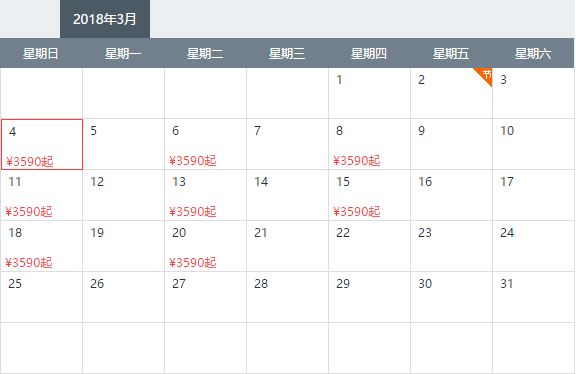 2018年3月
星期日 星期一 星期二 星期三 星期四 星期五 星期六
1 2 节 3
4 5 6 7 8 9 10
¥3590起 ¥3590起 ¥3590起
11 12 13 14 15 16 17
¥3590起 ¥3590起 ¥3590起
18 19 20 21 22 23 24
¥3590起 ¥3590起
25 26 27 28 29 30 31